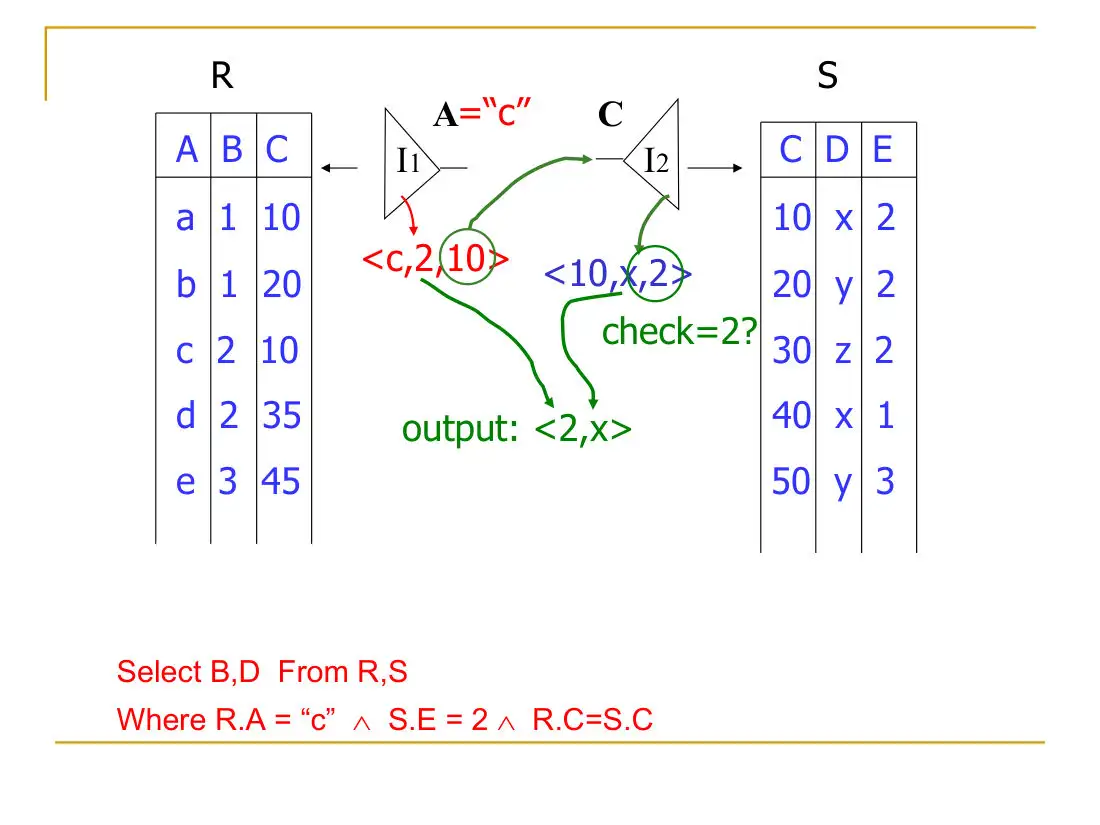 R
S
A="c"
C
I1
I2
A B C
a 1 10
b 1 20
c 2 10
d 2 35
e 3 45
<c,2,10>
<10,x,2>
check=2?
output: <2,x>
C D E
10 x 2
20 y 2
30 z 2
40 x 1
50 y 3
Select B,D From R,S
Where R.A = “c” ∧ S.E = 2 ∧ R.C=S.C